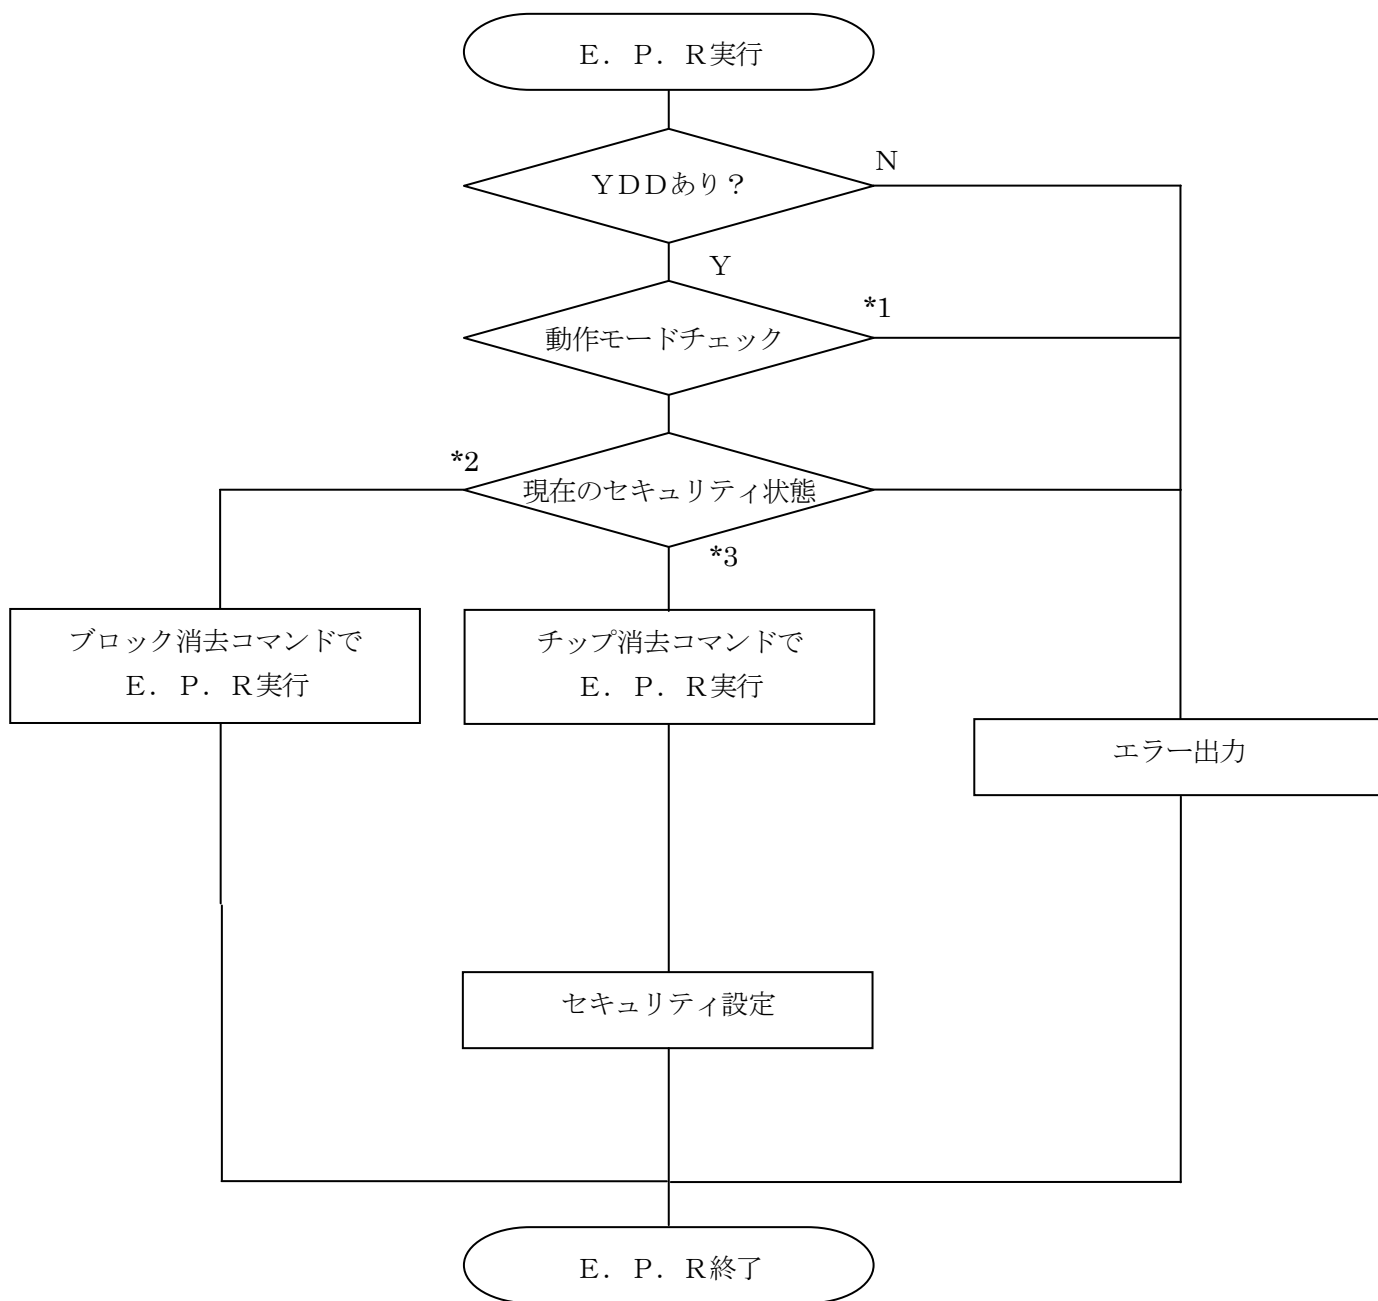 Ｅ．Ｐ．Ｒ実行
ＹＤＤあり？
Ｎ
Ｙ
動作モードチェック
*1
現在のセキュリティ状態
*2
*3
ブロック消去コマンドで
Ｅ．Ｐ．Ｒ実行
チップ消去コマンドで
Ｅ．Ｐ．Ｒ実行
エラー出力
セキュリティ設定
Ｅ．Ｐ．Ｒ終了